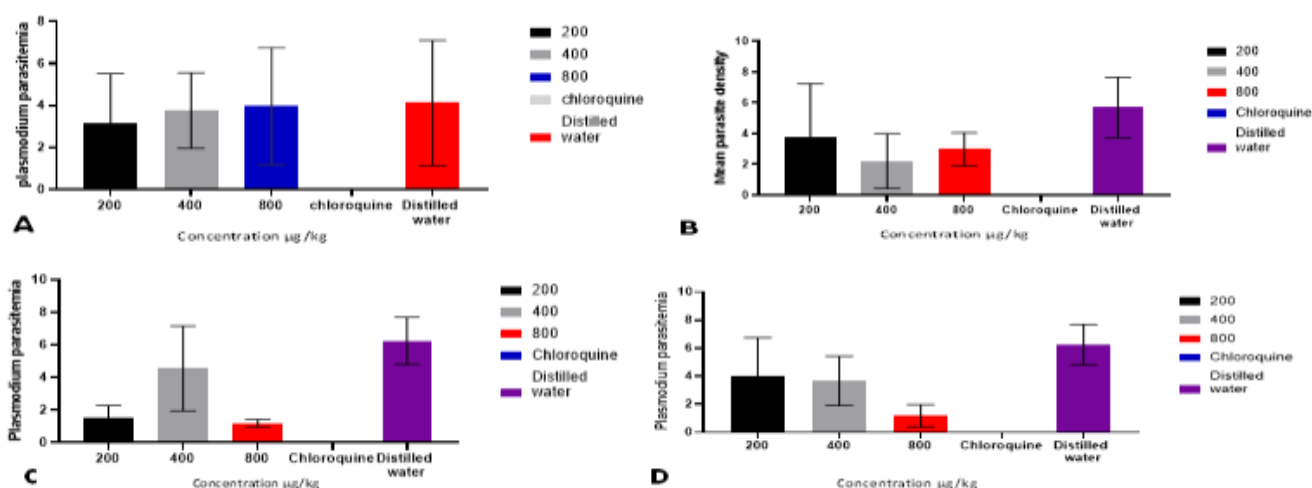 plasmodium parasitemia
8
6
4
2
0
200
400
800
chloroquine
Distilled
water
Concentration µg/kg
A
200
400
800
chloroquine
Distilled
water
Mean parasite density
10
8
6
4
2
0
200
400
800
Chloroquine
Distilled
water
Concentration µg/kg
B
200
400
800
Chloroquine
Distilled
water
Plasmodium parasitemia
10
8
6
4
2
0
200
400
800
Chloroquine
Distilled
water
Concentration µg/kg
C
200
400
800
Chloroquine
Distilled
water
Plasmodium parasitemia
10
8
6
4
2
0
200
400
800
Chloroquine
Distilled
water
Concentration µg/kg
D
200
400
800
Chloroquine
Distilled
water